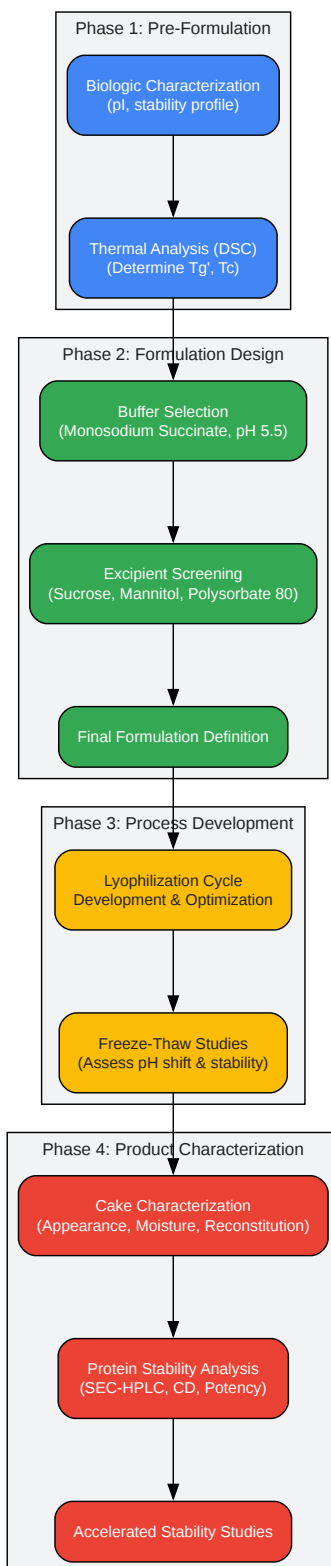 Phase 1: Pre-Formulation
Biologic Characterization
(pI, stability profile)
Thermal Analysis (DSC)
(Determine Tg', Tc)
Phase 2: Formulation Design
Buffer Selection
(Monosodium Succinate, pH 5.5)
Excipient Screening
(Sucrose, Mannitol, Polysorbate 80)
Final Formulation Definition
Phase 3: Process Development
Lyophilization Cycle
Development & Optimization
Freeze-Thaw Studies
(Assess pH shift & stability)
Phase 4: Product Characterization
Cake Characterization
(Appearance, Moisture, Reconstitution)
Protein Stability Analysis
(SEC-HPLC, CD, Potency)
Accelerated Stability Studies